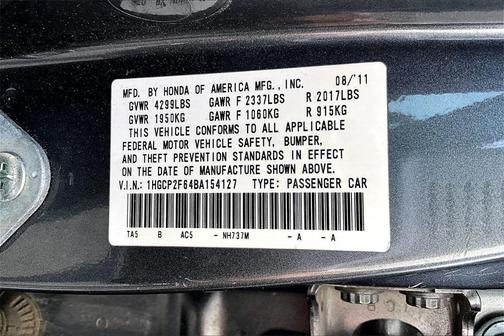 MFD. BY HONDA OF AMERICA MFG., INC. 08/'11
GVWR 4299LBS GAWR F 2337LBS R 2017LBS
GVWR 1950KG GAWR F 1060KG R 915KG
THIS VEHICLE CONFORMS TO ALL APPLICABLE
FEDERAL MOTOR VEHICLE SAFETY, BUMPER,
AND THEFT PREVENTION STANDARDS IN EFFECT
ON THE DATE OF MANUFACTURE SHOWN ABOVE.
V.I.N.: 1HGCP2F64BA154127 TYPE: PASSENGER CAR
TA5 B AC5 - NH737M - A - A